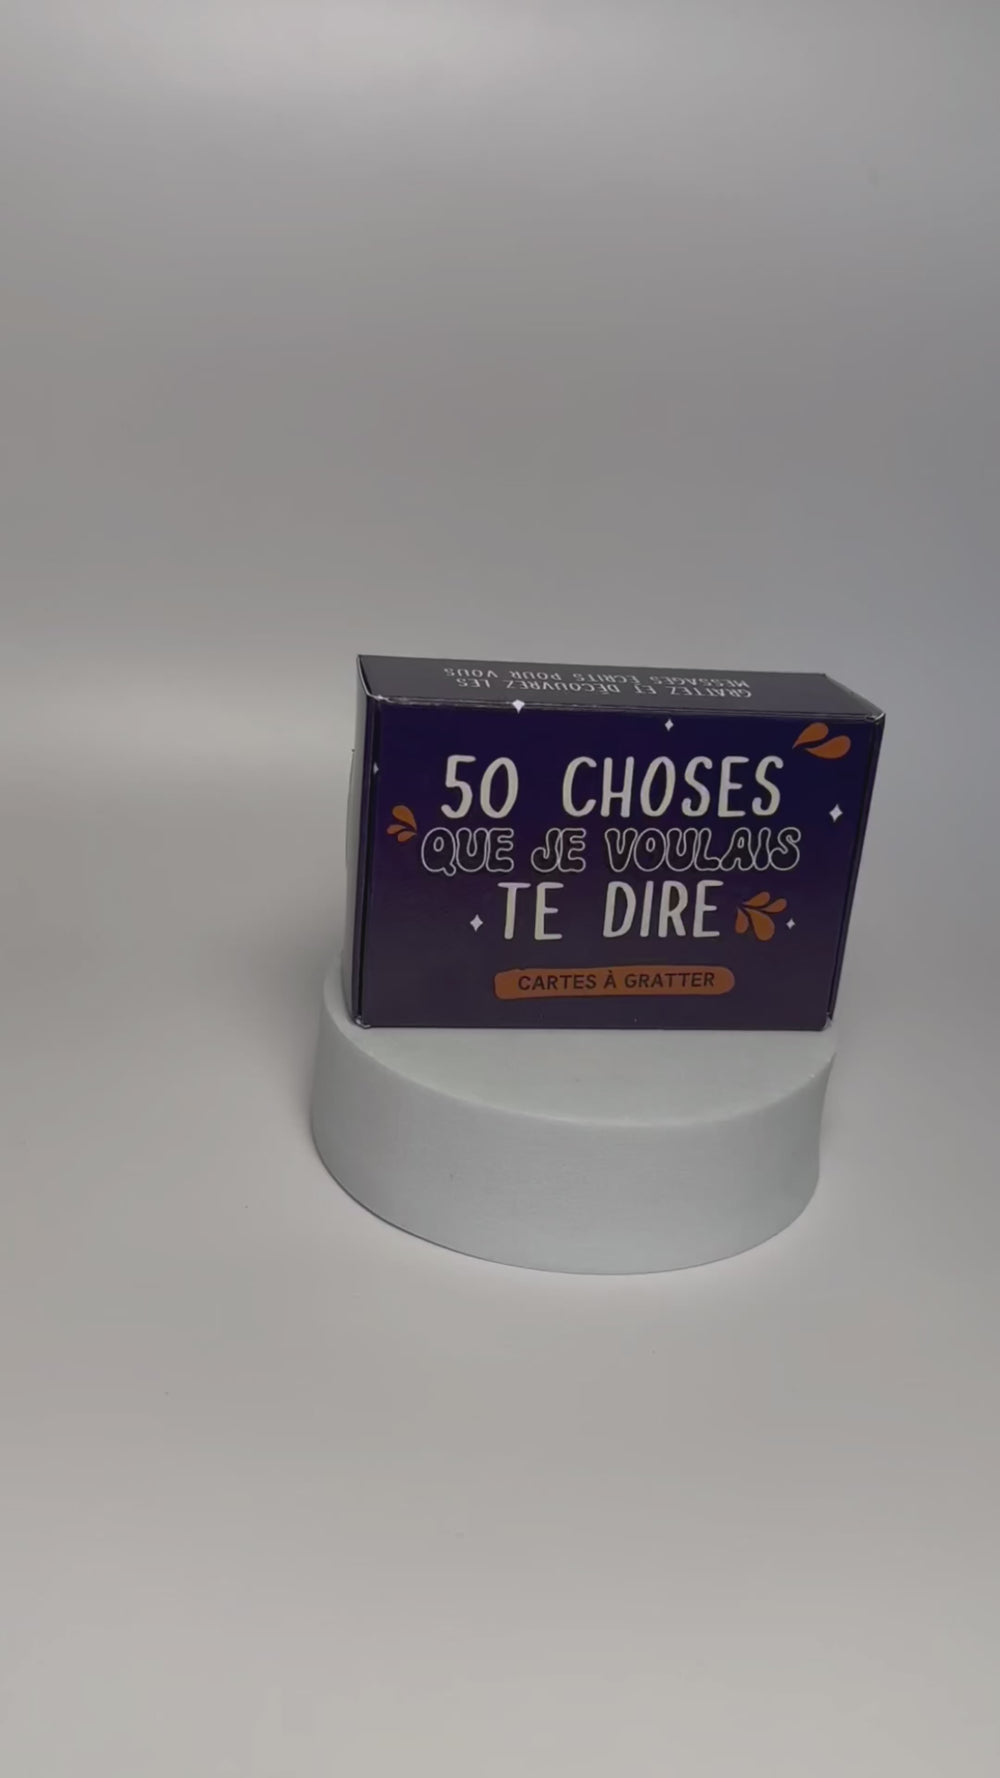 GRATTEZ ET DÉCOUVREZ LES
MESSAGES ÉCRITS POUR VOUS
50 CHOSES
QUE JE VOULAIS
TE DIRE
CARTES À GRATTER